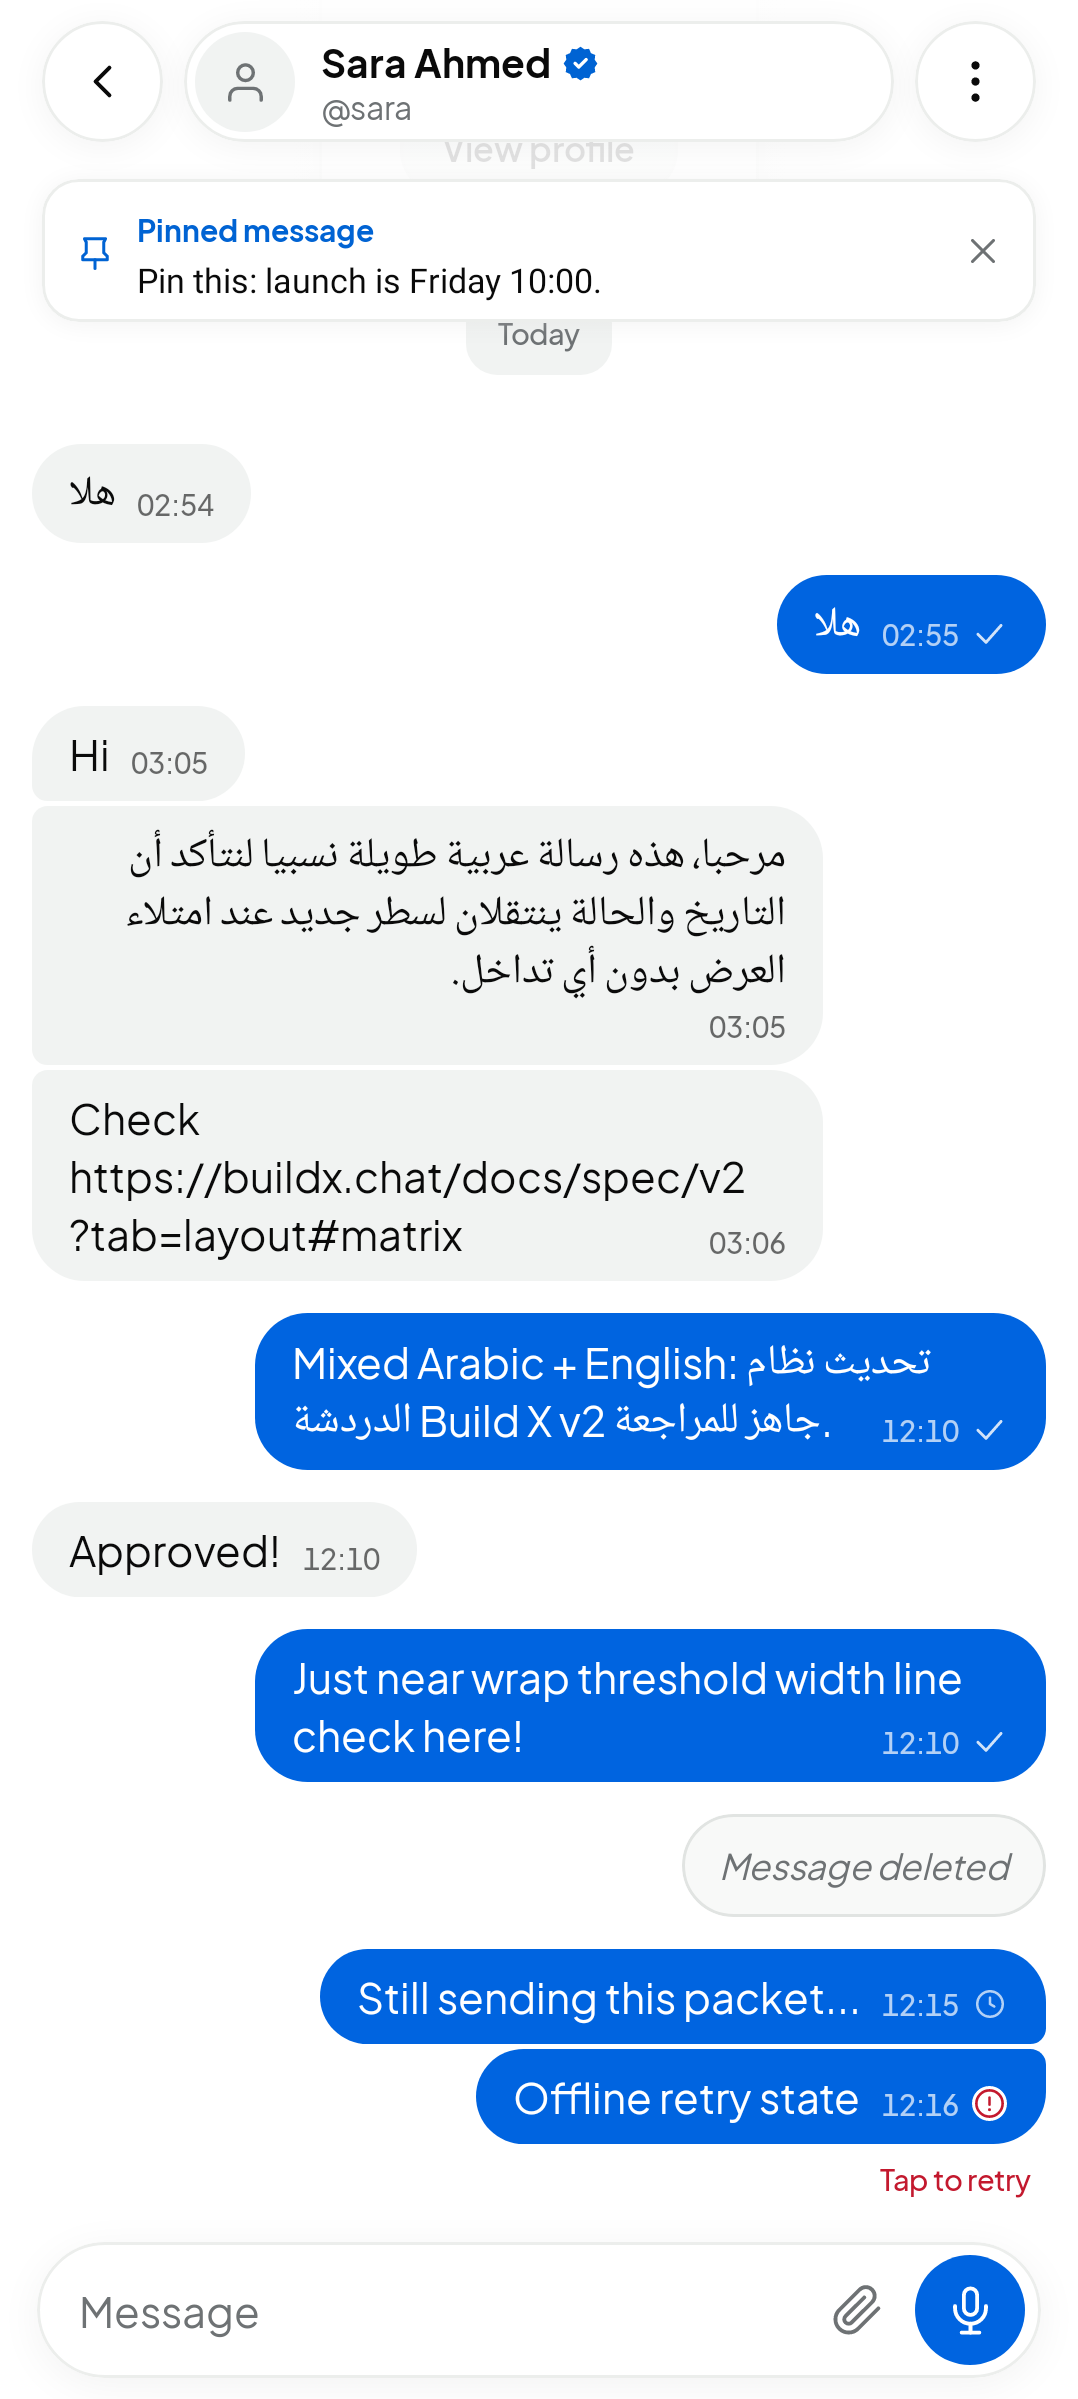 Sara Ahmed
@sara
View profile
Pinned message
Pin this: launch is Friday 10:00.
Today
هلا 02:54
هلا 02:55
Hi 03:05
مرحبا، هذه رسالة عربية طويلة نسبيا لنتأكد أن
التاريخ والحالة ينتقلان لسطر جديد عند امتلاء
العرض بدون أي تداخل.
03:05
Check
https://buildx.chat/docs/spec/v2
?tab=layout#matrix 03:06
Mixed Arabic + English: تحديث نظام
الدردشة Build X v2 جاهز للمراجعة. 12:10
Approved! 12:10
Just near wrap threshold width line
check here! 12:10
Message deleted
Still sending this packet... 12:15
Offline retry state 12:16
Tap to retry
Message